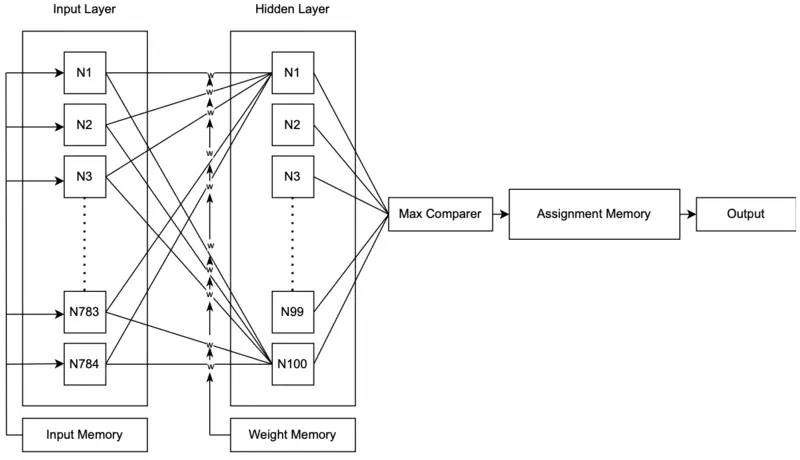 Input Layer
Hidden Layer
N1
w
N1
w
w
N2
N2
w
N3
N3
w
w
w
w
Max Comparer
Assignment Memory
Output
N783
N99
w
N784
w
N100
Input Memory
Weight Memory